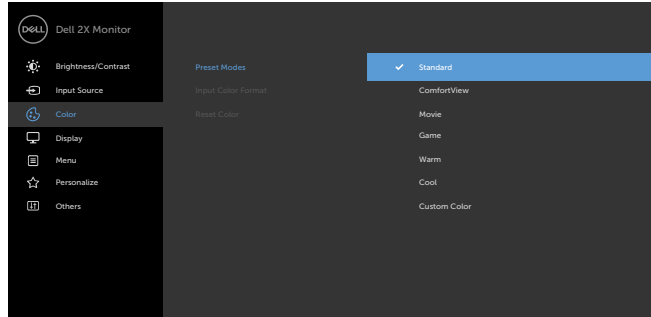 DELL Dell 2X Monitor
Brightness/Contrast Preset Modes Standard
Input Source Input Color Format ComfortView
Color Reset Color Movie
Display Game
Menu Warm
Personalize Cool
Others Custom Color